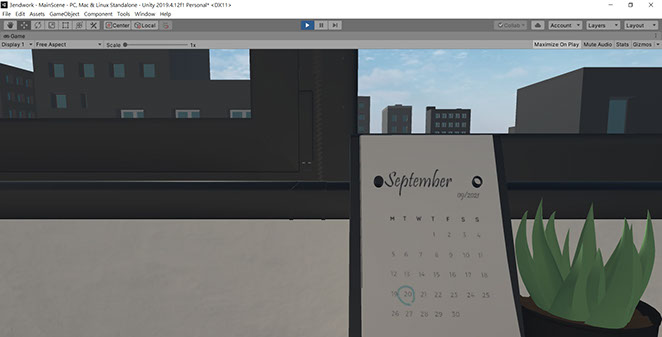 3endwork - MainScene - PC, Mac & Linux Standalone - Unity 2019.4.12f1 Personal* <DX11>
File Edit Assets GameObject Component Tools Window Help
Center Local Collab Account Layers Layout
Game
Display 1 Free Aspect Scale 1x Maximize On Play Mute Audio Stats Gizmos
September
M T W T F S S
1 2 3 4
5 6 7 8 9 10 11
12 13 14 15 16 17 18
19 20 21 22 23 24 25
26 27 28 29 30